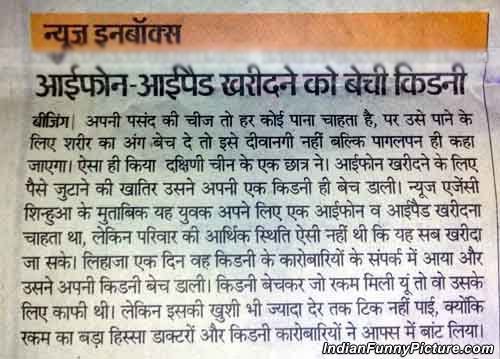 न्यूज इनबॉक्स
आईफोन-आईपैड खरीदने को बेची किडनी
बीजिंग| अपनी पसंद की चीज तो हर कोई पाना चाहता है, पर उसे पाने के
लिए शरीर का अंग बेच दे तो इसे दीवानगी नहीं बल्कि पागलपन ही कहा
जाएगा। ऐसा ही किया दक्षिणी चीन के एक छात्र ने। आईफोन खरीदने के लिए
पैसे जुटाने की खातिर उसने अपनी एक किडनी ही बेच डाली। न्यूज एजेंसी
शिन्हुआ के मुताबिक यह युवक अपने लिए एक आईफोन व आईपैड खरीदना
चाहता था, लेकिन परिवार की आर्थिक स्थिति ऐसी नहीं थी कि यह सब खरीदा
जा सके। लिहाजा एक दिन वह किडनी के कारोबारियों के संपर्क में आया और
उसने अपनी किडनी बेच डाली। किडनी बेचकर जो रकम मिली यूं तो वो उसके
लिए काफी थी। लेकिन इसकी खुशी भी ज्यादा देर तक टिक नहीं पाई, क्योंकि
रकम का बड़ा हिस्सा डाक्टरों और किडनी कारोबारियों ने आपस में बांट लिया।
IndianFunnyPicture.com